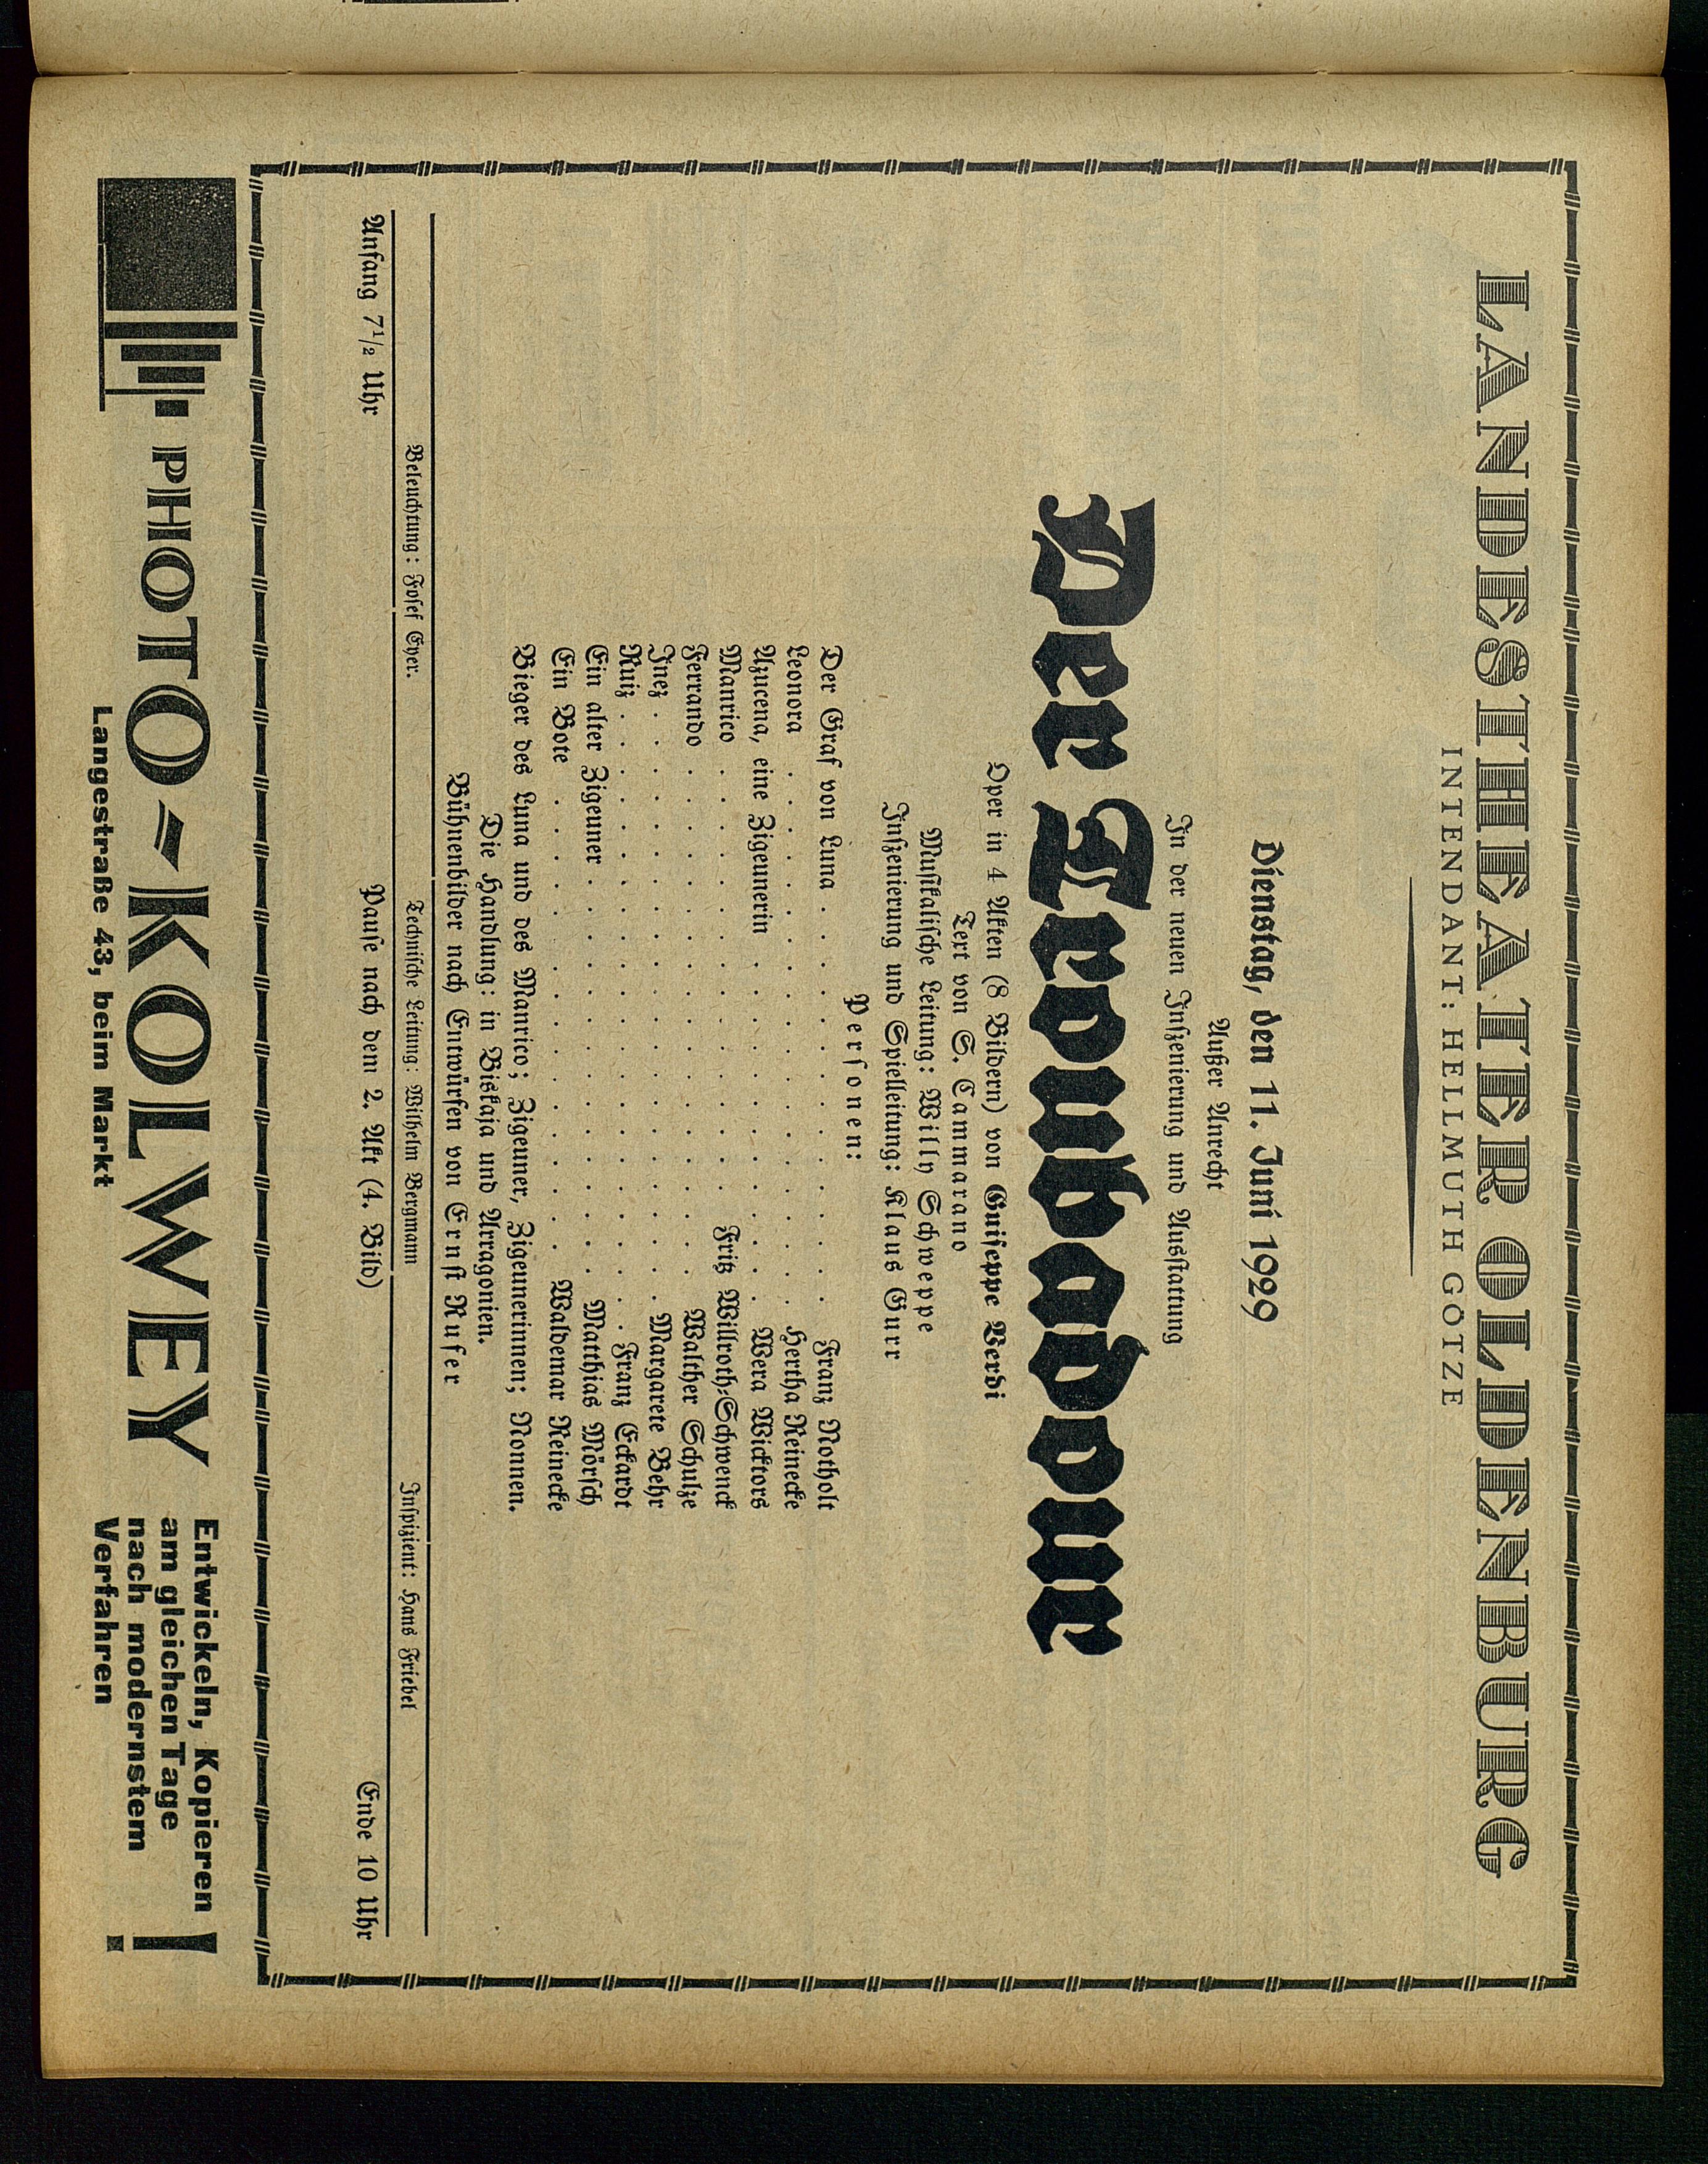 LANDESTHEATER OLDENBURG
INTENDANT: HELLMUTH GÖTZE
Dienstag, den 11. Juni 1929
Außer Anrecht
In der neuen Inszenierung und Ausstattung
Der Troubadour
Oper in 4 Akten (8 Bildern) von Guiseppe Verdi
Text von S. Cammarano
Musikalische Leitung: Willy Schweppe
Inszenierung und Spielleitung: Klaus Gurr
Personen:
Der Graf von Luna . . . . . . . . Franz Notholt
Leonora . . . . . . . . Hertha Reinecke
Azucena, eine Zigeunerin . . . . . . . . Wera Wicktors
Manrico . . . . . . . . Fritz Willroth-Schwenck
Ferrando . . . . . . . . Walther Schulze
Inez . . . . . . . . Margarete Behr
Ruiz . . . . . . . . Franz Eckardt
Ein alter Zigeuner . . . . . . . . Matthias Mörsch
Ein Bote . . . . . . . . Waldemar Reinecke
Bieger des Luna und des Manrico; Zigeuner, Zigeunerinnen; Nonnen.
Die Handlung: in Biskaja und Arragonien.
Bühnenbilder nach Entwürfen von Ernst Rufer
Beleuchtung: Josef Eyer. Technische Leitung: Wilhelm Bergmann Inspizient: Hans Friebel
Anfang 7 1/2 Uhr Pause nach dem 2. Akt (4. Bild) Ende 10 Uhr
PHOTO-KOLWEY
Langestraße 43, beim Markt
Entwickeln, Kopieren
am gleichen Tage
nach modernstem
Verfahren !